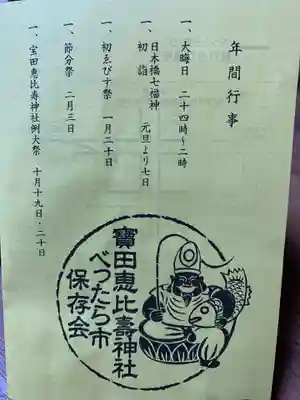 年間行事
一、大晦日 二十四時~二時
一、日本橋七福神
初詣 元旦より七日
一、初ゑびす祭 一月二十日
一、節分祭 二月三日
一、宝田恵比寿神社例大祭 十月十九日・二十日
寶田恵比壽神社
べったら市
保存会